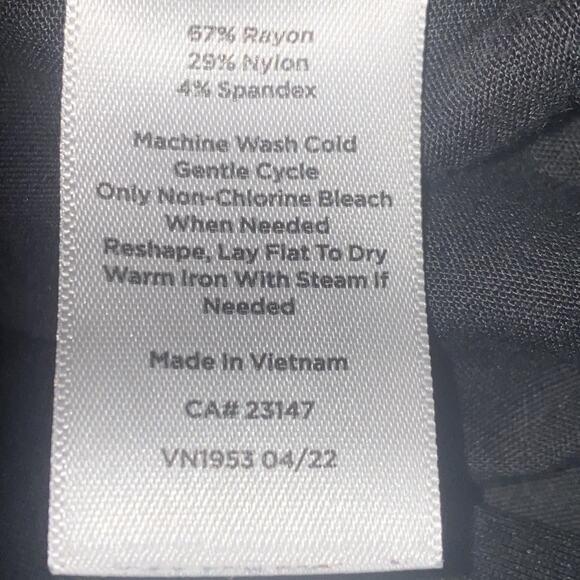 67% Rayon
29% Nylon
4% Spandex
Machine Wash Cold
Gentle Cycle
Only Non-Chlorine Bleach
When Needed
Reshape, Lay Flat To Dry
Warm Iron With Steam If
Needed
Made In Vietnam
CA# 23147
VN1953 04/22